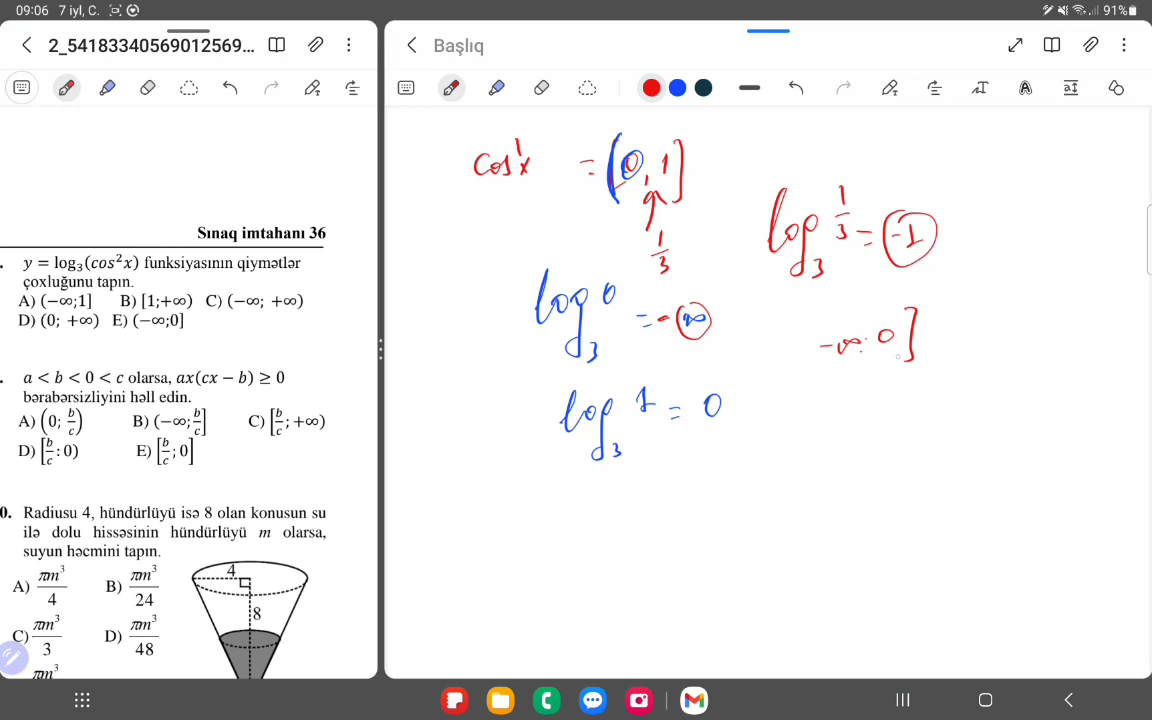 09:06 7 iyl, C. 91%
2_54183340569012569...
Başlıq
Sınaq imtahanı 36
. y = log₃(cos²x) funksiyasının qiymətlər
çoxluğunu tapın.
A) (−∞;1] B) [1;+∞) C) (−∞; +∞)
D) (0; +∞) E) (−∞;0]
. a < b < 0 < c olarsa, ax(cx − b) ≥ 0
bərabərsizliyini həll edin.
A) (0; b/c) B) (−∞; b/c] C) [b/c; +∞)
D) [b/c : 0) E) [b/c; 0]
0. Radiusu 4, hündürlüyü isə 8 olan konusun su
ilə dolu hissəsinin hündürlüyü m olarsa,
suyun həcmini tapın.
A) πm³/4 B) πm³/24
C) πm³/3 D) πm³/48
πm³
4
8
= (0, 1]
1/3
log₃ 1/3 = -1
log₃ 0 = -∞
-∞: 0]
log₃ 1 = 0